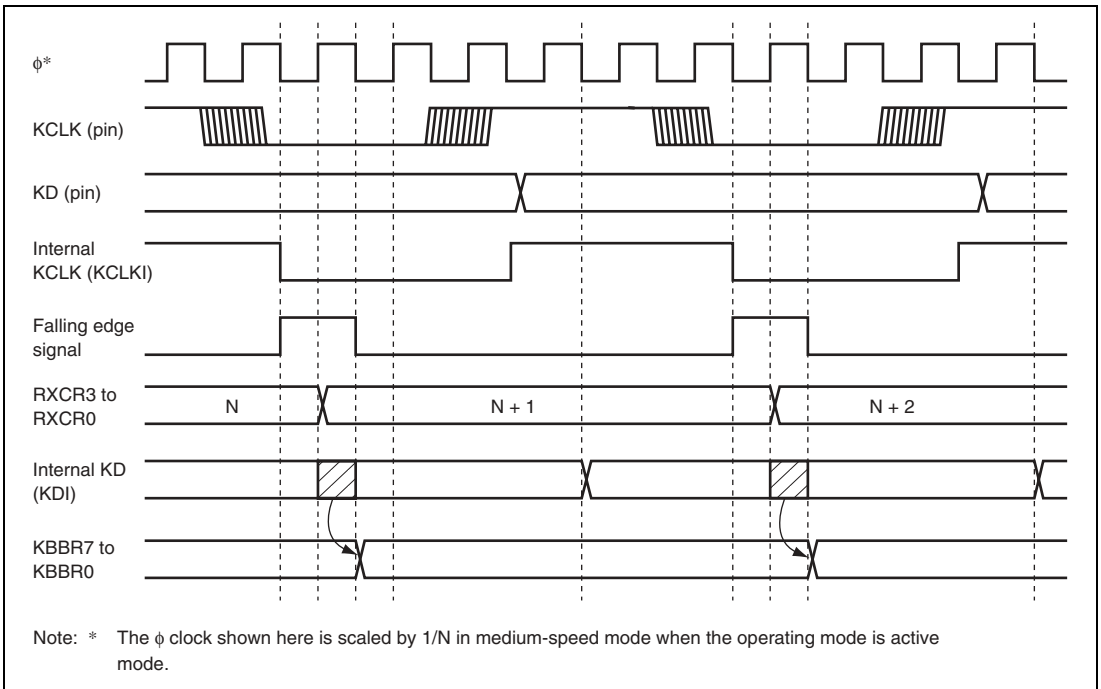 ϕ*
KCLK (pin)
KD (pin)
Internal
KCLK (KCLKI)
Falling edge
signal
RXCR3 to
RXCR0
N
N + 1
N + 2
Internal KD
(KDI)
KBBR7 to
KBBR0
Note: * The ϕ clock shown here is scaled by 1/N in medium-speed mode when the operating mode is active
mode.